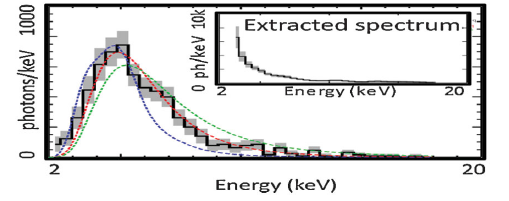 1000
photons/keV
0
2
20
Energy (keV)
Extracted spectrum
10k
ph/keV
0
2
20
Energy (keV)